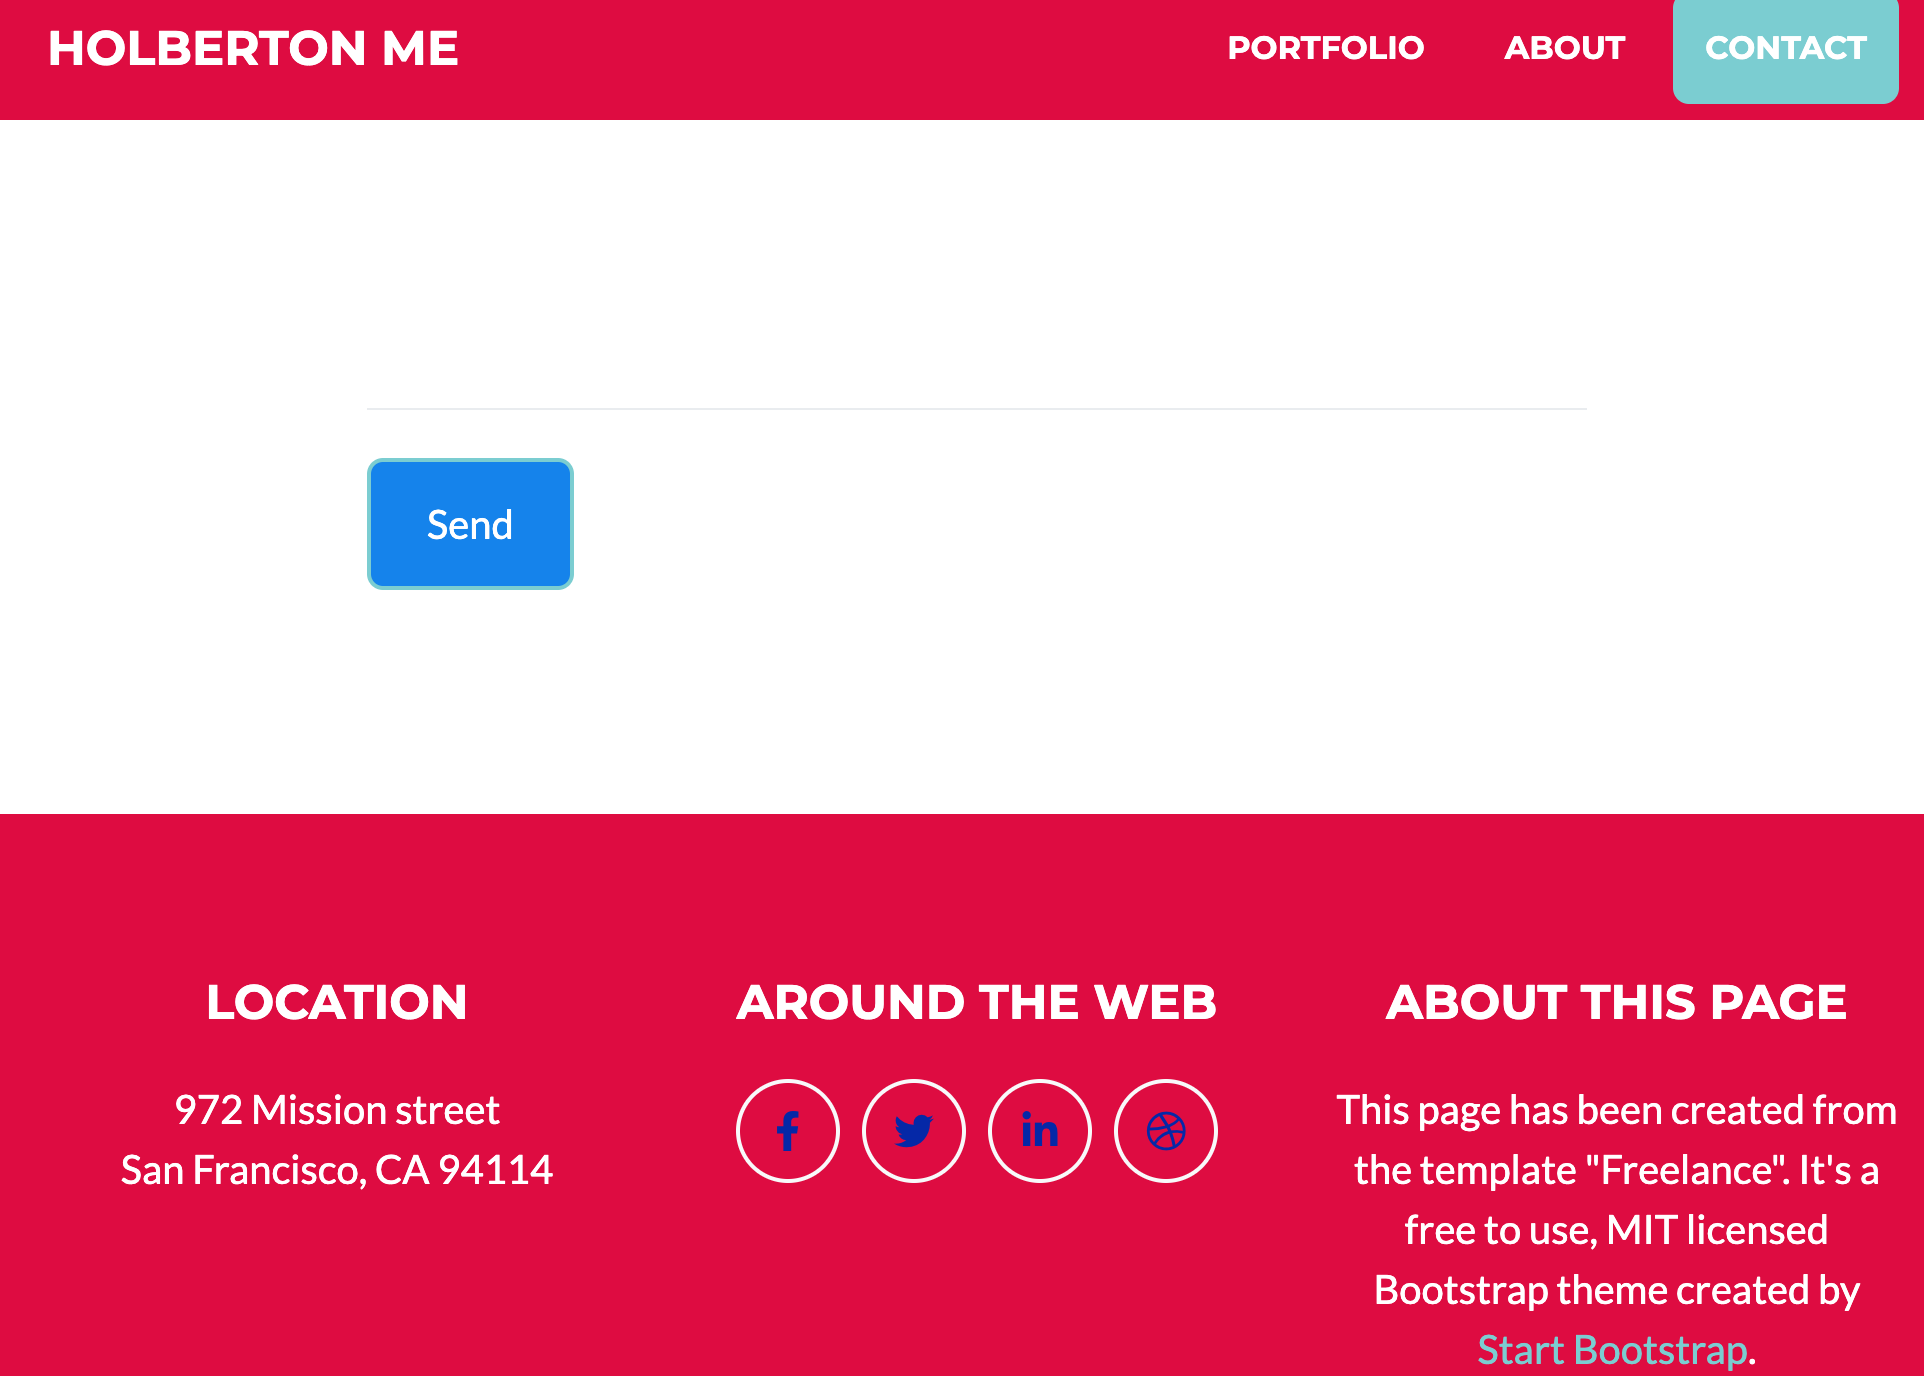 HOLBERTON ME
PORTFOLIO
ABOUT
CONTACT
Send
LOCATION
972 Mission street
San Francisco, CA 94114
AROUND THE WEB
ABOUT THIS PAGE
This page has been created from
the template "Freelance". It's a
free to use, MIT licensed
Bootstrap theme created by
Start Bootstrap.